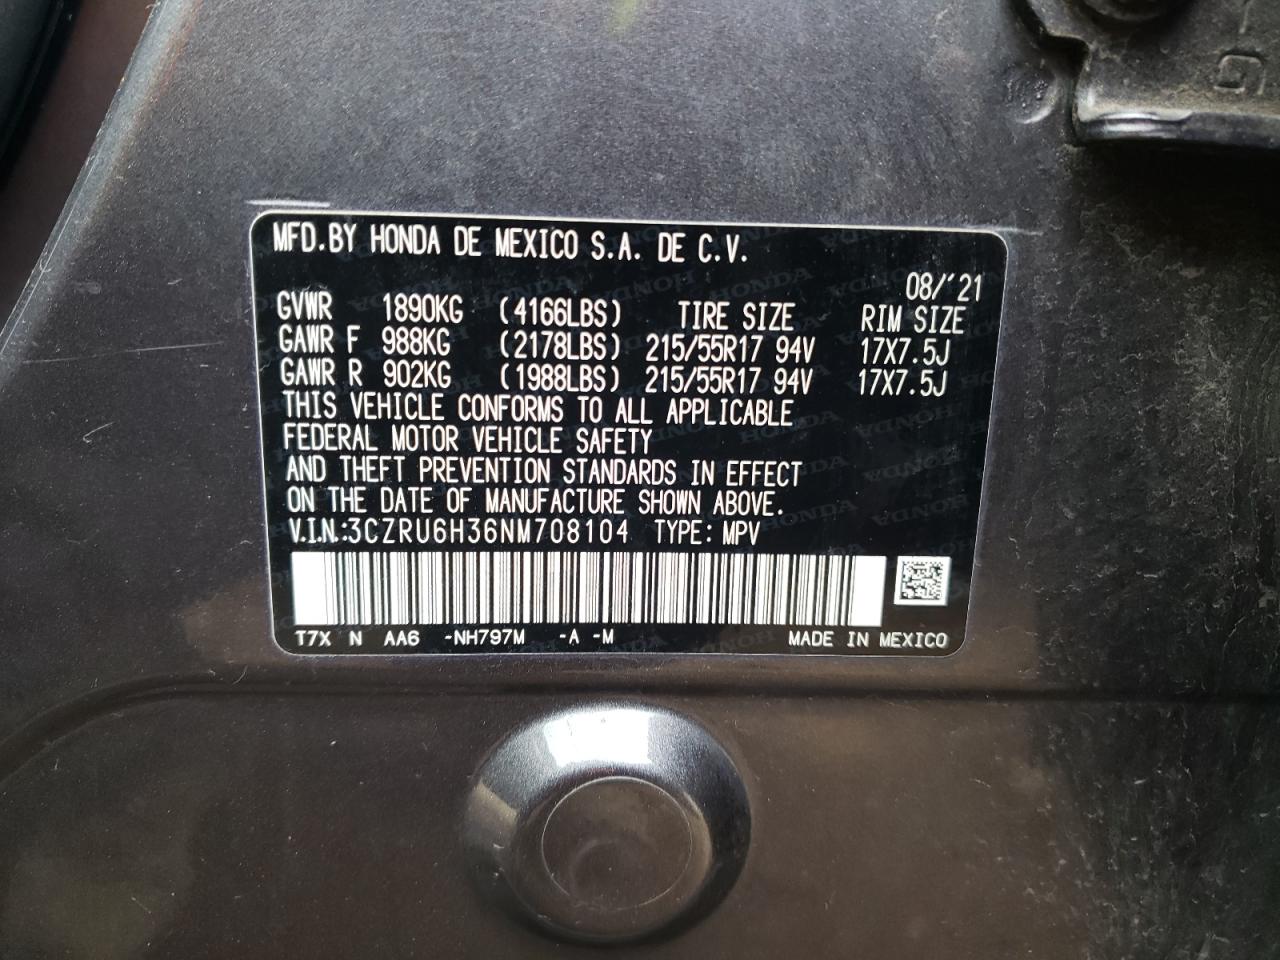 MFD.BY HONDA DE MEXICO S.A. DE C.V.
08/'21
GVWR 1890KG (4166LBS) TIRE SIZE RIM SIZE
GAWR F 988KG (2178LBS) 215/55R17 94V 17X7.5J
GAWR R 902KG (1988LBS) 215/55R17 94V 17X7.5J
THIS VEHICLE CONFORMS TO ALL APPLICABLE
FEDERAL MOTOR VEHICLE SAFETY
AND THEFT PREVENTION STANDARDS IN EFFECT
ON THE DATE OF MANUFACTURE SHOWN ABOVE.
V.I.N.:3CZRU6H36NM708104 TYPE: MPV
T7X N AA6 -NH797M -A -M MADE IN MEXICO